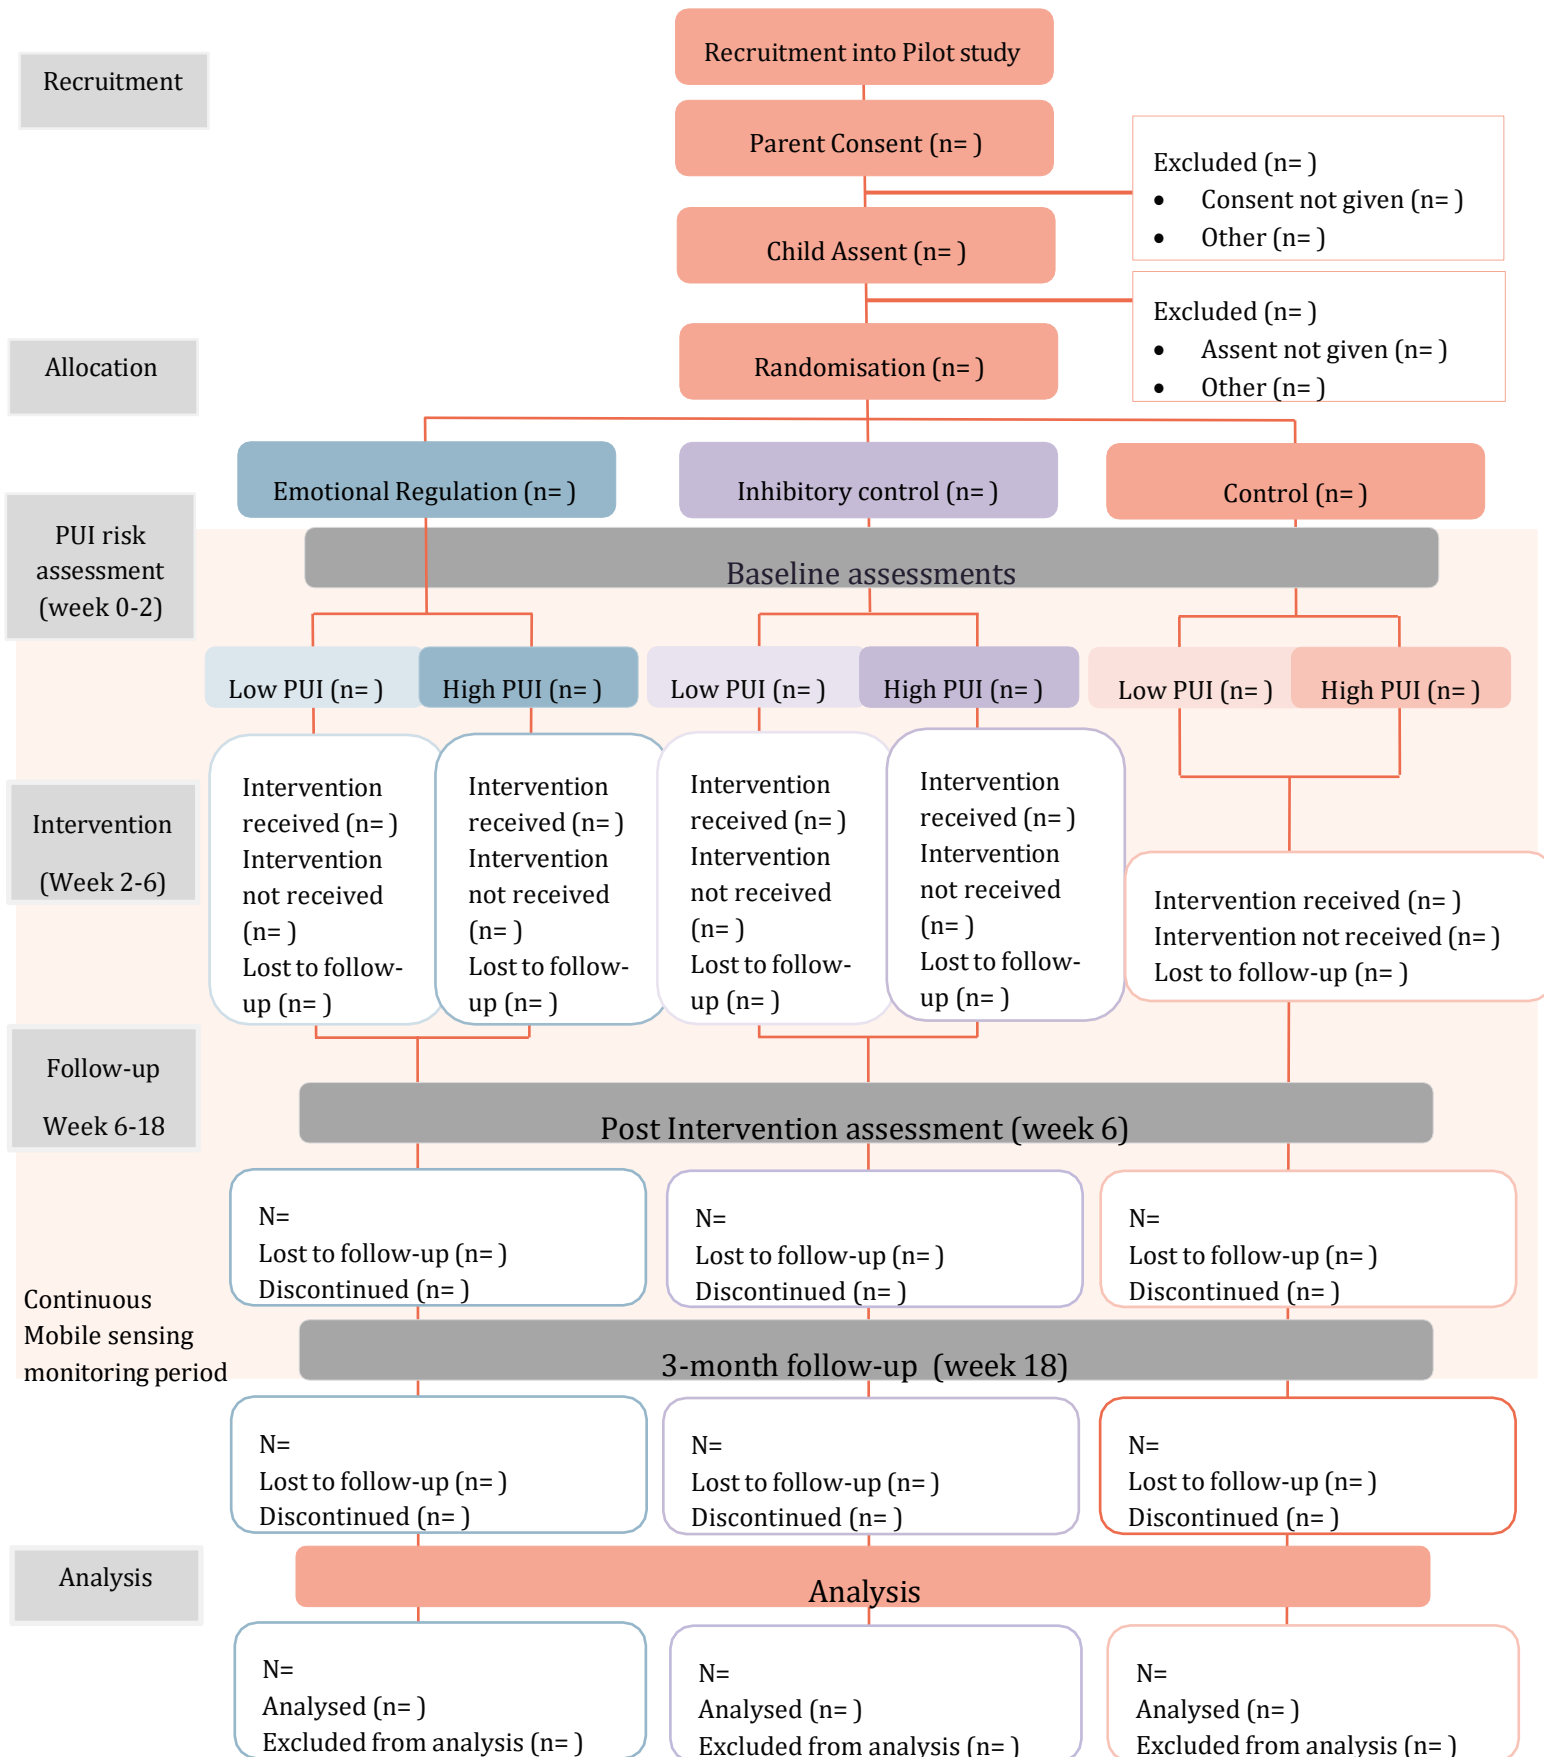 Recruitment into Pilot study
Recruitment
Parent Consent (n= )
Excluded (n= )
• Consent not given (n= )
• Other (n= )
Child Assent (n= )
Excluded (n= )
• Assent not given (n= )
• Other (n= )
Allocation
Randomisation (n= )
Emotional Regulation (n= )
Inhibitory control (n= )
Control (n= )
PUI risk
assessment
(week 0-2)
Baseline assessments
Low PUI (n= )
High PUI (n= )
Low PUI (n= )
High PUI (n= )
Low PUI (n= )
High PUI (n= )
Intervention
(Week 2-6)
Intervention
received (n= )
Intervention
not received
(n= )
Lost to follow-
up (n= )
Intervention
received (n= )
Intervention
not received
(n= )
Lost to follow-
up (n= )
Intervention
received (n= )
Intervention
not received
(n= )
Lost to follow-
up (n= )
Intervention
received (n= )
Intervention
not received
(n= )
Lost to follow-
up (n= )
Intervention received (n= )
Intervention not received (n= )
Lost to follow-up (n= )
Follow-up
Week 6-18
Post Intervention assessment (week 6)
N=
Lost to follow-up (n= )
Discontinued (n= )
N=
Lost to follow-up (n= )
Discontinued (n= )
N=
Lost to follow-up (n= )
Discontinued (n= )
Continuous
Mobile sensing
monitoring period
3-month follow-up (week 18)
N=
Lost to follow-up (n= )
Discontinued (n= )
N=
Lost to follow-up (n= )
Discontinued (n= )
N=
Lost to follow-up (n= )
Discontinued (n= )
Analysis
Analysis
N=
Analysed (n= )
Excluded from analysis (n= )
N=
Analysed (n= )
Excluded from analysis (n= )
N=
Analysed (n= )
Excluded from analysis (n= )